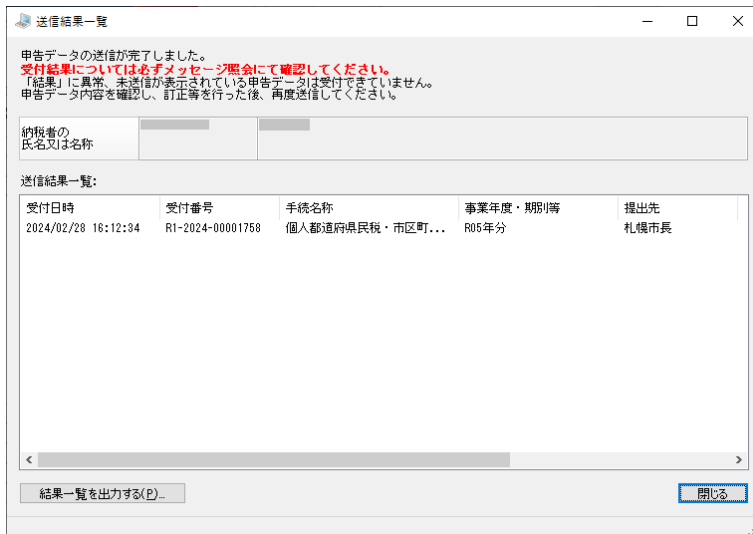 送信結果一覧
申告データの送信が完了しました。
受付結果については必ずメッセージ照会にて確認してください。
「結果」に異常、未送信が表示されている申告データは受付できていません。
申告データ内容を確認し、訂正等を行った後、再度送信してください。
納税者の
氏名又は名称
送信結果一覧:
受付日時 受付番号 手続名称 事業年度・期別等 提出先
2024/02/28 16:12:34 R1-2024-00001758 個人都道府県民税・市区町... R05年分 札幌市長
結果一覧を出力する(P)... 閉じる